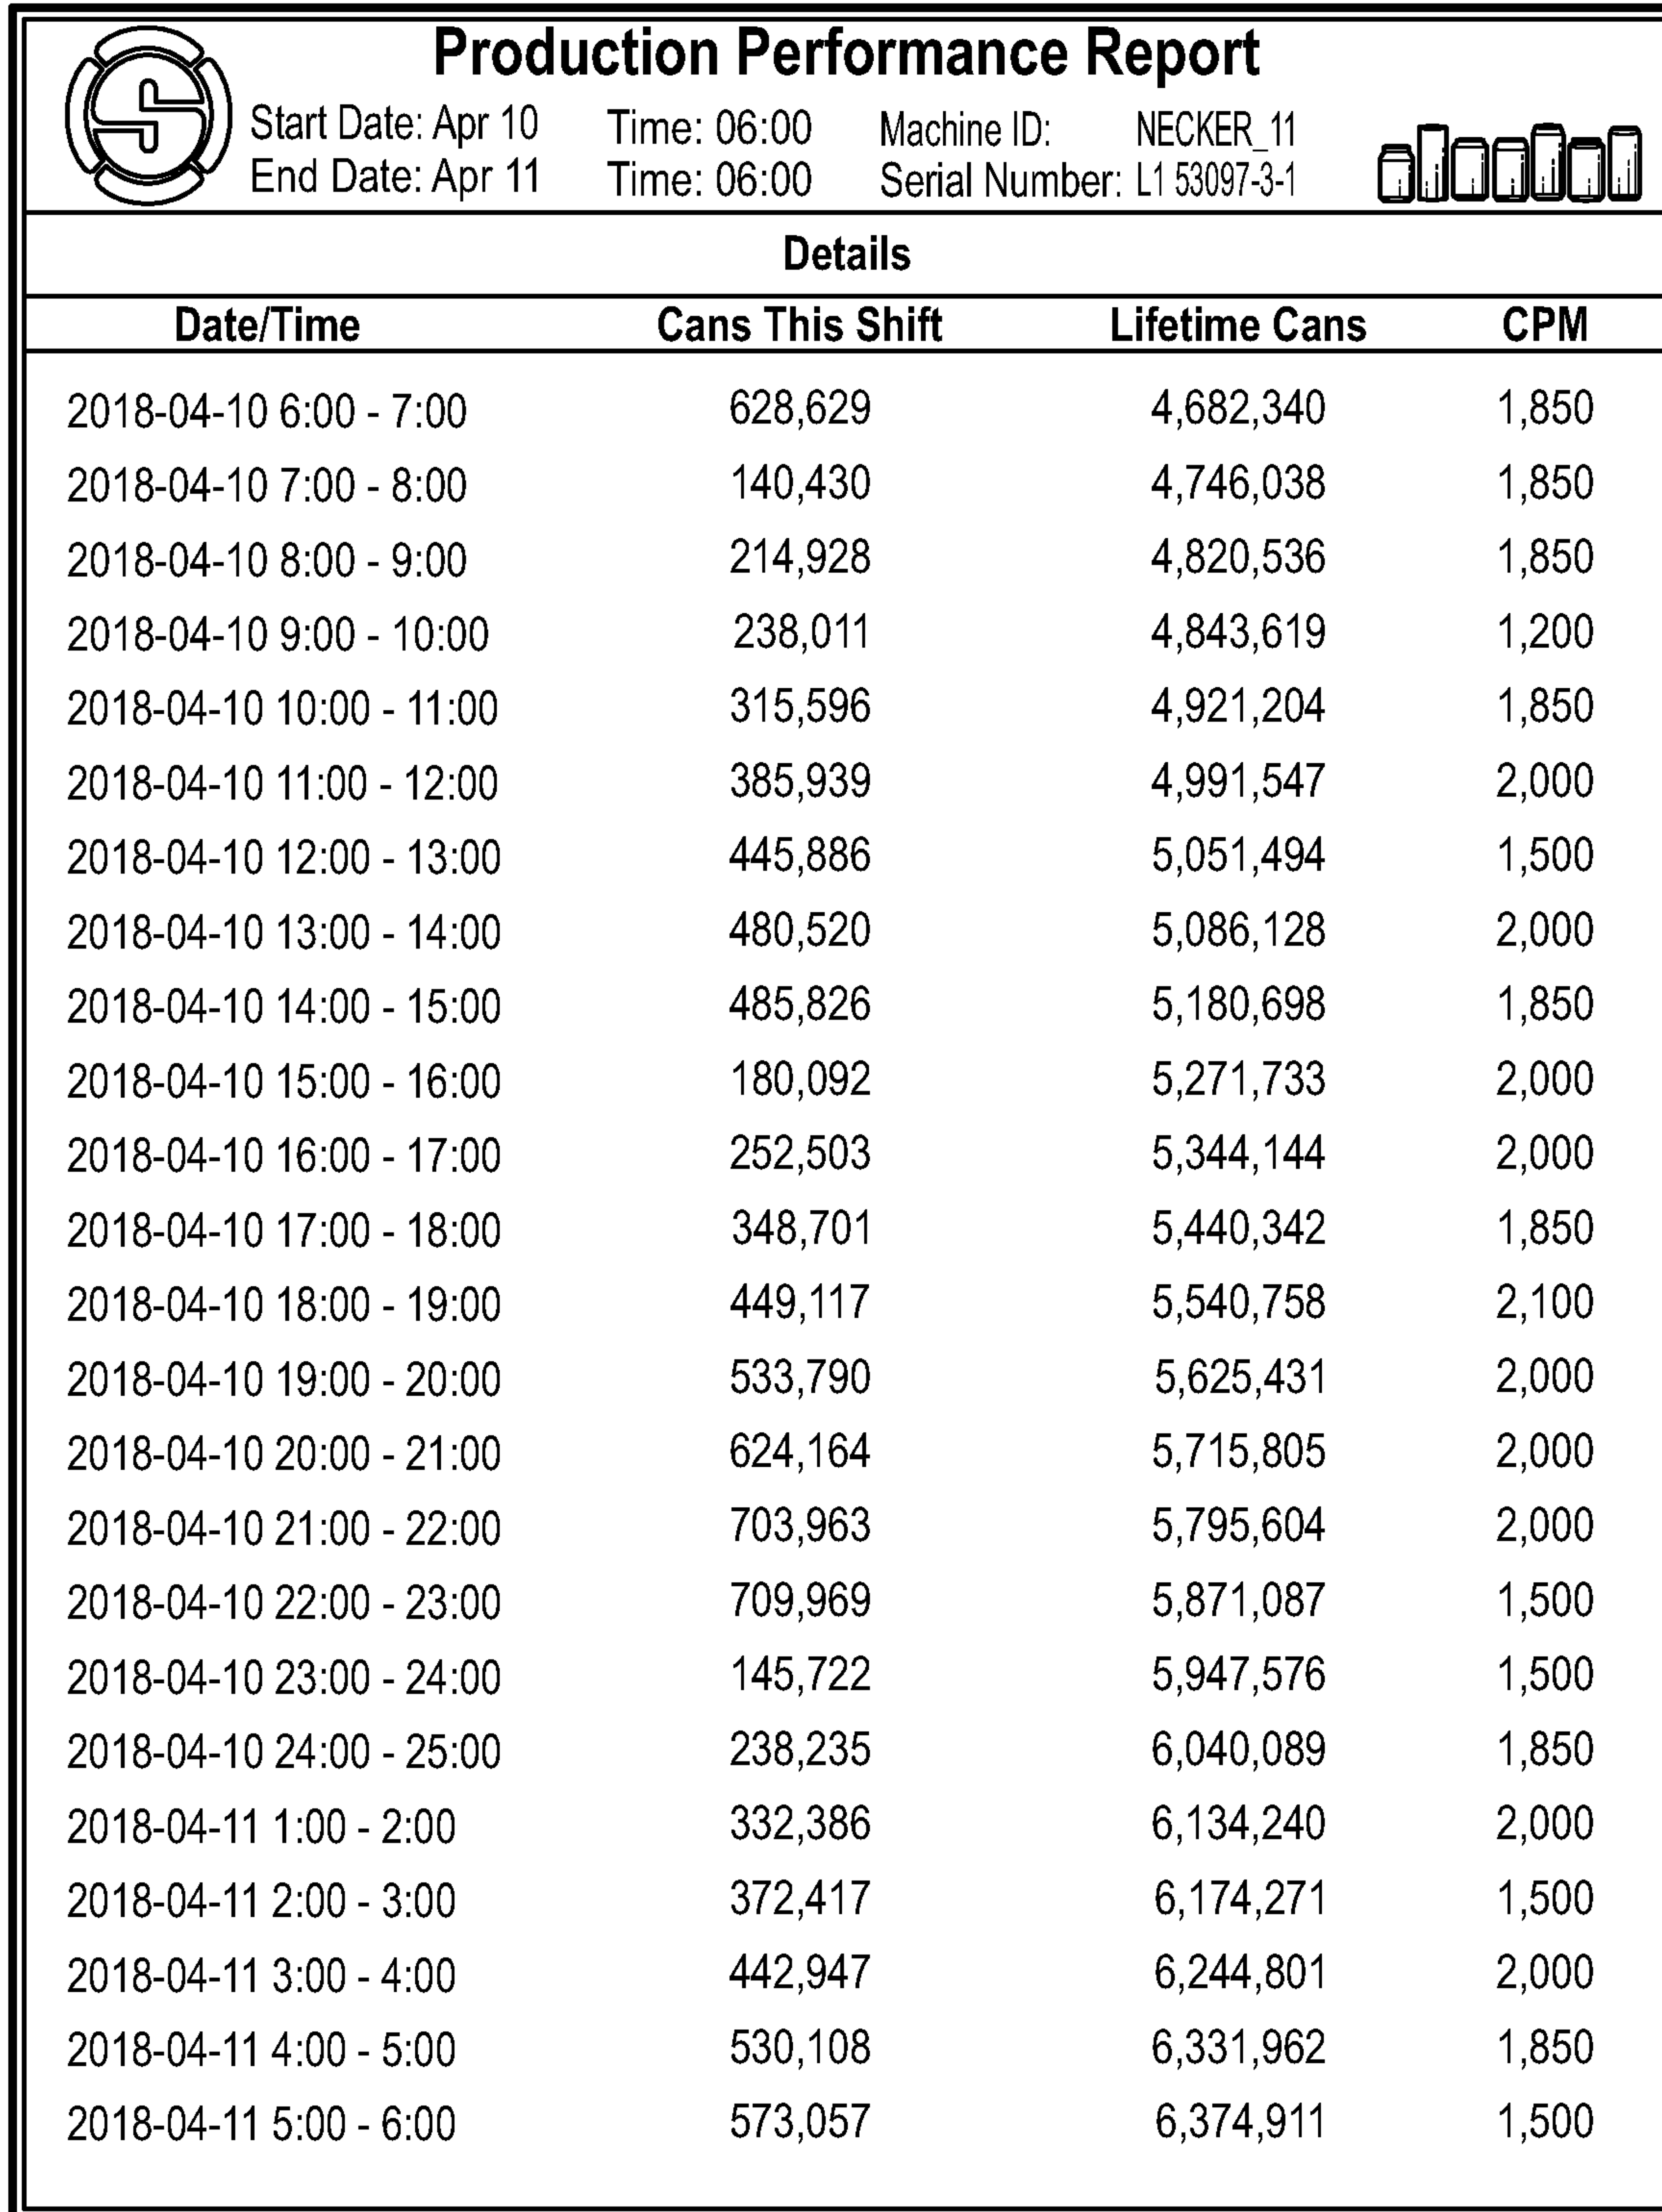 Production Performance Report
Start Date: Apr 10 Time: 06:00 Machine ID: NECKER_11
End Date: Apr 11 Time: 06:00 Serial Number: L1 53097-3-1
Details
Date/Time Cans This Shift Lifetime Cans CPM
2018-04-10 6:00 - 7:00 628,629 4,682,340 1,850
2018-04-10 7:00 - 8:00 140,430 4,746,038 1,850
2018-04-10 8:00 - 9:00 214,928 4,820,536 1,850
2018-04-10 9:00 - 10:00 238,011 4,843,619 1,200
2018-04-10 10:00 - 11:00 315,596 4,921,204 1,850
2018-04-10 11:00 - 12:00 385,939 4,991,547 2,000
2018-04-10 12:00 - 13:00 445,886 5,051,494 1,500
2018-04-10 13:00 - 14:00 480,520 5,086,128 2,000
2018-04-10 14:00 - 15:00 485,826 5,180,698 1,850
2018-04-10 15:00 - 16:00 180,092 5,271,733 2,000
2018-04-10 16:00 - 17:00 252,503 5,344,144 2,000
2018-04-10 17:00 - 18:00 348,701 5,440,342 1,850
2018-04-10 18:00 - 19:00 449,117 5,540,758 2,100
2018-04-10 19:00 - 20:00 533,790 5,625,431 2,000
2018-04-10 20:00 - 21:00 624,164 5,715,805 2,000
2018-04-10 21:00 - 22:00 703,963 5,795,604 2,000
2018-04-10 22:00 - 23:00 709,969 5,871,087 1,500
2018-04-10 23:00 - 24:00 145,722 5,947,576 1,500
2018-04-10 24:00 - 25:00 238,235 6,040,089 1,850
2018-04-11 1:00 - 2:00 332,386 6,134,240 2,000
2018-04-11 2:00 - 3:00 372,417 6,174,271 1,500
2018-04-11 3:00 - 4:00 442,947 6,244,801 2,000
2018-04-11 4:00 - 5:00 530,108 6,331,962 1,850
2018-04-11 5:00 - 6:00 573,057 6,374,911 1,500